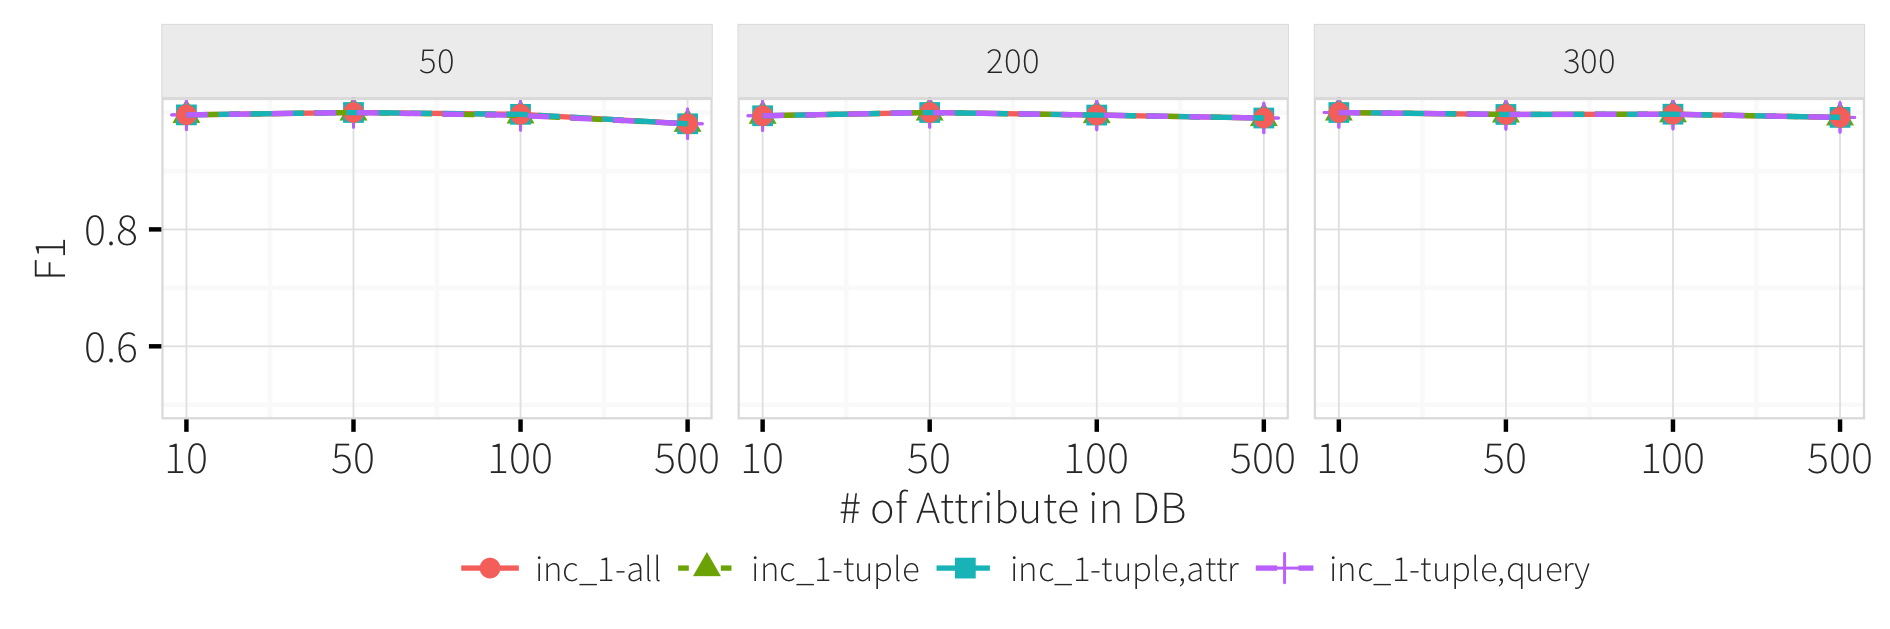 50 200 300
F1
0.8
0.6
10 50 100 500 10 50 100 500 10 50 100 500
# of Attribute in DB
inc_1-all inc_1-tuple inc_1-tuple,attr inc_1-tuple,query